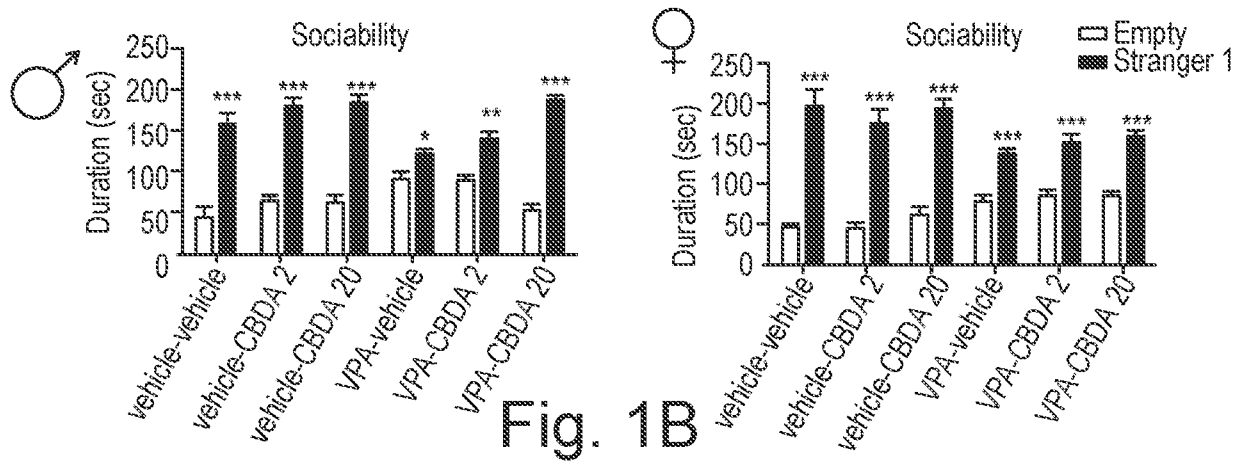 Sociability
Duration (sec)
250
200
150
100
50
0
*** *** *** * ** ***
vehicle-vehicle
vehicle-CBDA 2
vehicle-CBDA 20
VPA-vehicle
VPA-CBDA 2
VPA-CBDA 20
Sociability
Empty
Stranger 1
Duration (sec)
250
200
150
100
50
0
*** *** *** *** *** ***
vehicle-vehicle
vehicle-CBDA 2
vehicle-CBDA 20
VPA-vehicle
VPA-CBDA 2
VPA-CBDA 20
Fig. 1B